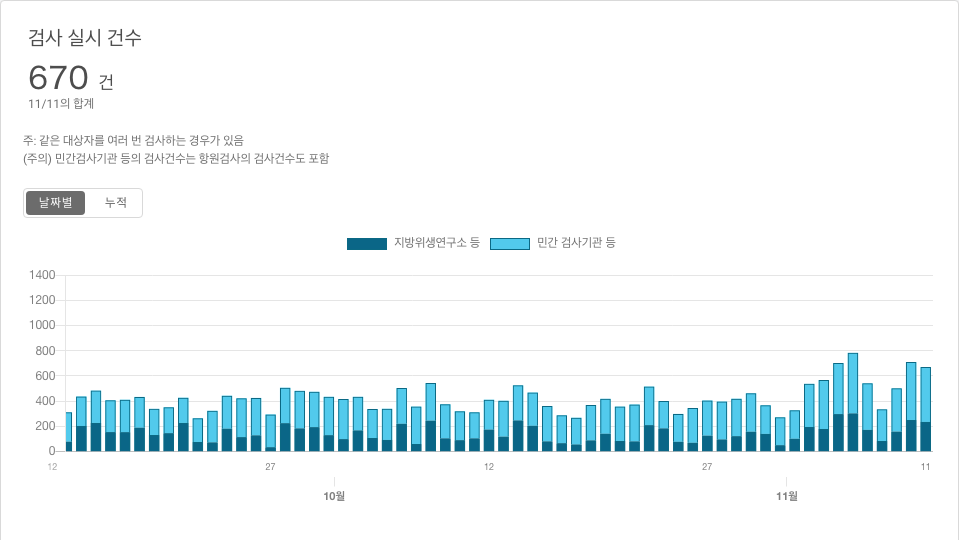 검사 실시 건수
670 건
11/11의 합계
주: 같은 대상자를 여러 번 검사하는 경우가 있음
(주의) 민간검사기관 등의 검사건수는 항원검사의 검사건수도 포함
날짜별 누적
지방위생연구소 등 민간 검사기관 등
1400
1200
1000
800
600
400
200
0
12 27 12 27 11
10월 11월